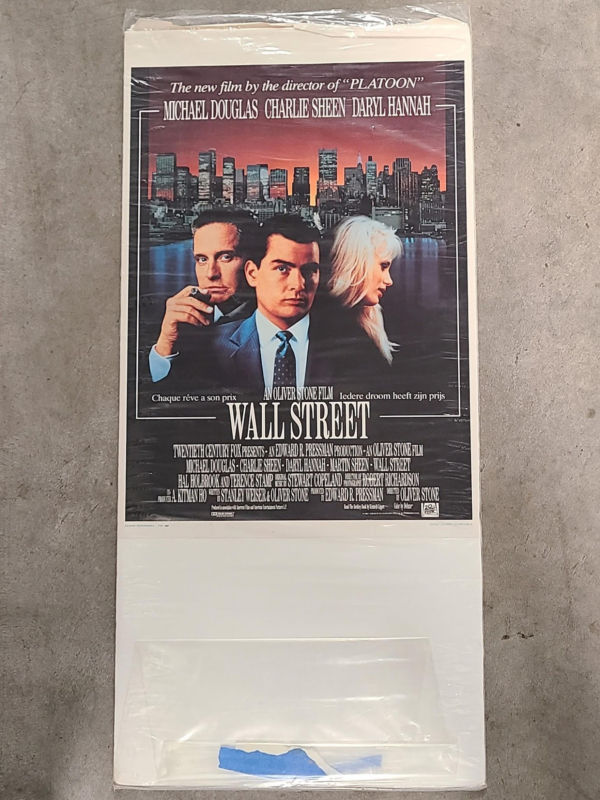 The new film by the director of "PLATOON"
MICHAEL DOUGLAS CHARLIE SHEEN DARYL HANNAH
Chaque rêve a son prix
AN OLIVER STONE FILM
Iedere droom heeft zijn prijs
WALL STREET
TWENTIETH CENTURY FOX PRESENTS - AN EDWARD R. PRESSMAN PRODUCTION - AN OLIVER STONE FILM
MICHAEL DOUGLAS - CHARLIE SHEEN - DARYL HANNAH - MARTIN SHEEN - WALL STREET
HAL HOLBROOK AND TERENCE STAMP STEWART COPELAND RICHARDSON
A. KITMAN HO STANLEY WEISER & OLIVER STONE EDWARD R. PRESSMAN OLIVER STONE